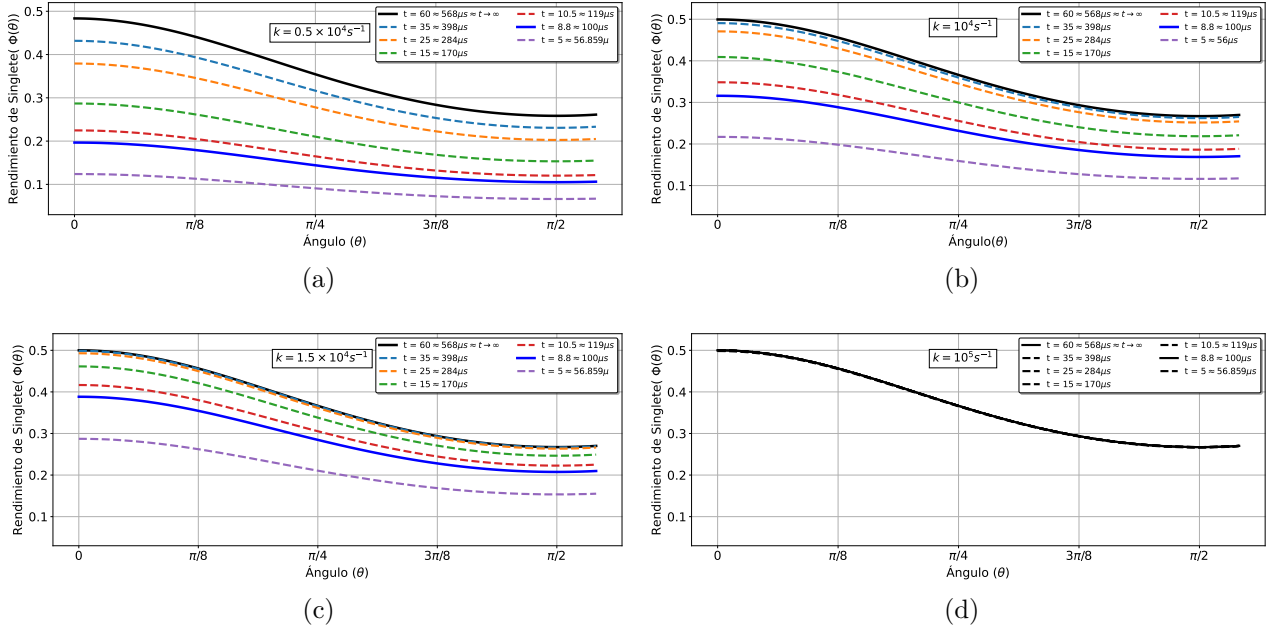 Rendimiento de Singlete( Φ(θ))
0.5
0.4
0.3
0.2
0.1
k = 0.5 × 10⁴s⁻¹
t = 60 ≈ 568μs ≈ t → ∞
t = 35 ≈ 398μs
t = 25 ≈ 284μs
t = 15 ≈ 170μs
t = 10.5 ≈ 119μs
t = 8.8 ≈ 100μs
t = 5 ≈ 56.859μs
0 π/8 π/4 3π/8 π/2
Ángulo (θ)
(a)
Rendimiento de Singlete( Φ(θ))
0.5
0.4
0.3
0.2
0.1
k = 10⁴s⁻¹
t = 60 ≈ 568μs ≈ t → ∞
t = 35 ≈ 398μs
t = 25 ≈ 284μs
t = 15 ≈ 170μs
t = 10.5 ≈ 119μs
t = 8.8 ≈ 100μs
t = 5 ≈ 56μs
0 π/8 π/4 3π/8 π/2
Ángulo(θ)
(b)
Rendimiento de Singlete( Φ(θ))
0.5
0.4
0.3
0.2
0.1
k = 1.5 × 10⁴s⁻¹
t = 60 ≈ 568μs ≈ t → ∞
t = 35 ≈ 398μs
t = 25 ≈ 284μs
t = 15 ≈ 170μs
t = 10.5 ≈ 119μs
t = 8.8 ≈ 100μs
t = 5 ≈ 56.859μ
0 π/8 π/4 3π/8 π/2
Ángulo (θ)
(c)
Rendimiento de Singlete( Φ(θ))
0.5
0.4
0.3
0.2
0.1
k = 10⁵s⁻¹
t = 60 ≈ 568μs ≈ t → ∞
t = 35 ≈ 398μs
t = 25 ≈ 284μs
t = 15 ≈ 170μs
t = 10.5 ≈ 119μs
t = 8.8 ≈ 100μs
t = 5 ≈ 56.859μs
0 π/8 π/4 3π/8 π/2
Ángulo (θ)
(d)